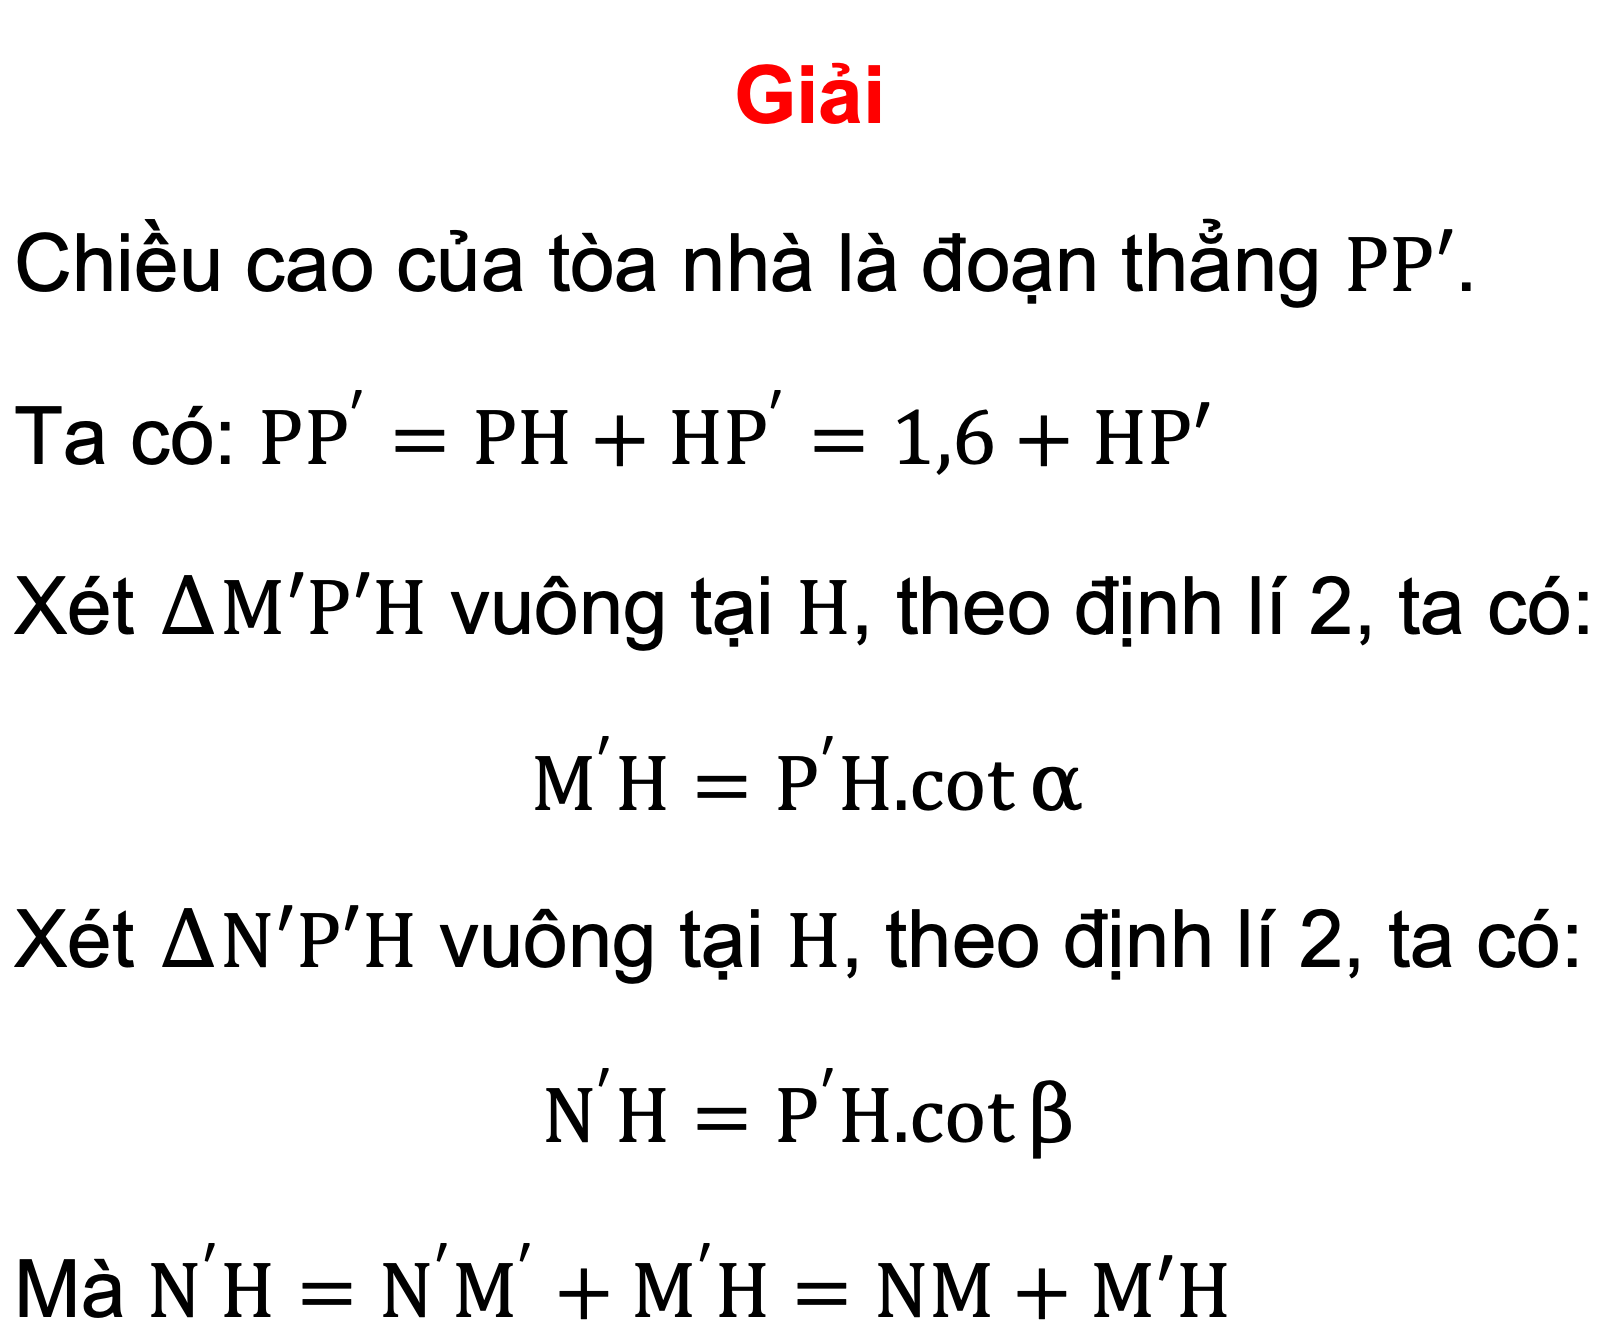 Giải
Chiều cao của tòa nhà là đoạn thẳng PP′.
Ta có: PP′ = PH + HP′ = 1,6 + HP′
Xét ΔM′P′H vuông tại H, theo định lí 2, ta có:
M′H = P′H.cot α
Xét ΔN′P′H vuông tại H, theo định lí 2, ta có:
N′H = P′H.cot β
Mà N′H = N′M′ + M′H = NM + M′H